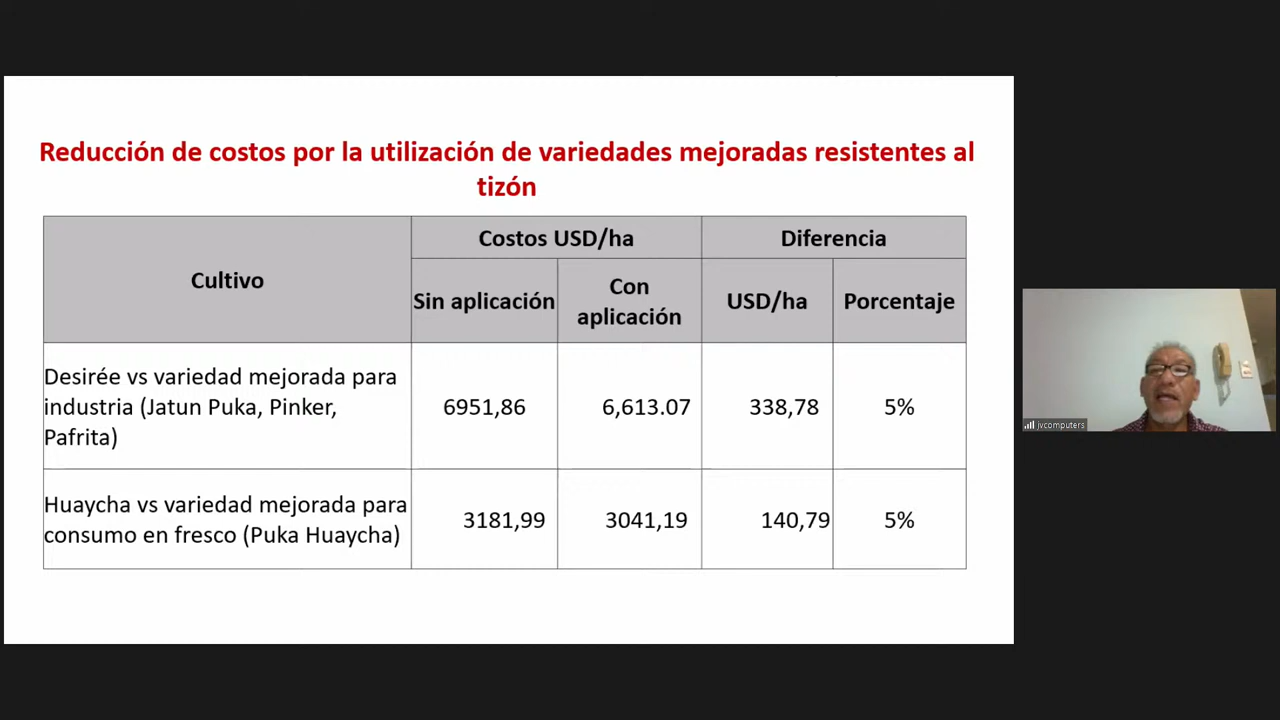 Reducción de costos por la utilización de variedades mejoradas resistentes al
tizón
Cultivo
Costos USD/ha
Diferencia
Sin aplicación
Con
aplicación
USD/ha
Porcentaje
Desirée vs variedad mejorada para
industria (Jatun Puka, Pinker,
Pafrita)
6951,86
6,613.07
338,78
5%
Huaycha vs variedad mejorada para
consumo en fresco (Puka Huaycha)
3181,99
3041,19
140,79
5%
jvcomputers